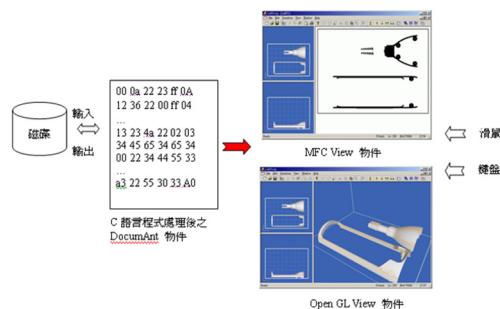 磁碟
輸入
輸出
00 0a 22 23 ff 0A
12 36 22 00 ff 04
...
13 23 4a 22 02 03
34 45 65 34 65 34
00 22 34 44 55 33
...
a3 22 55 30 33 A0
C 語言程式處理後之
DocumAnt 物件
MFC View 物件
Open GL View 物件
滑鼠
鍵盤